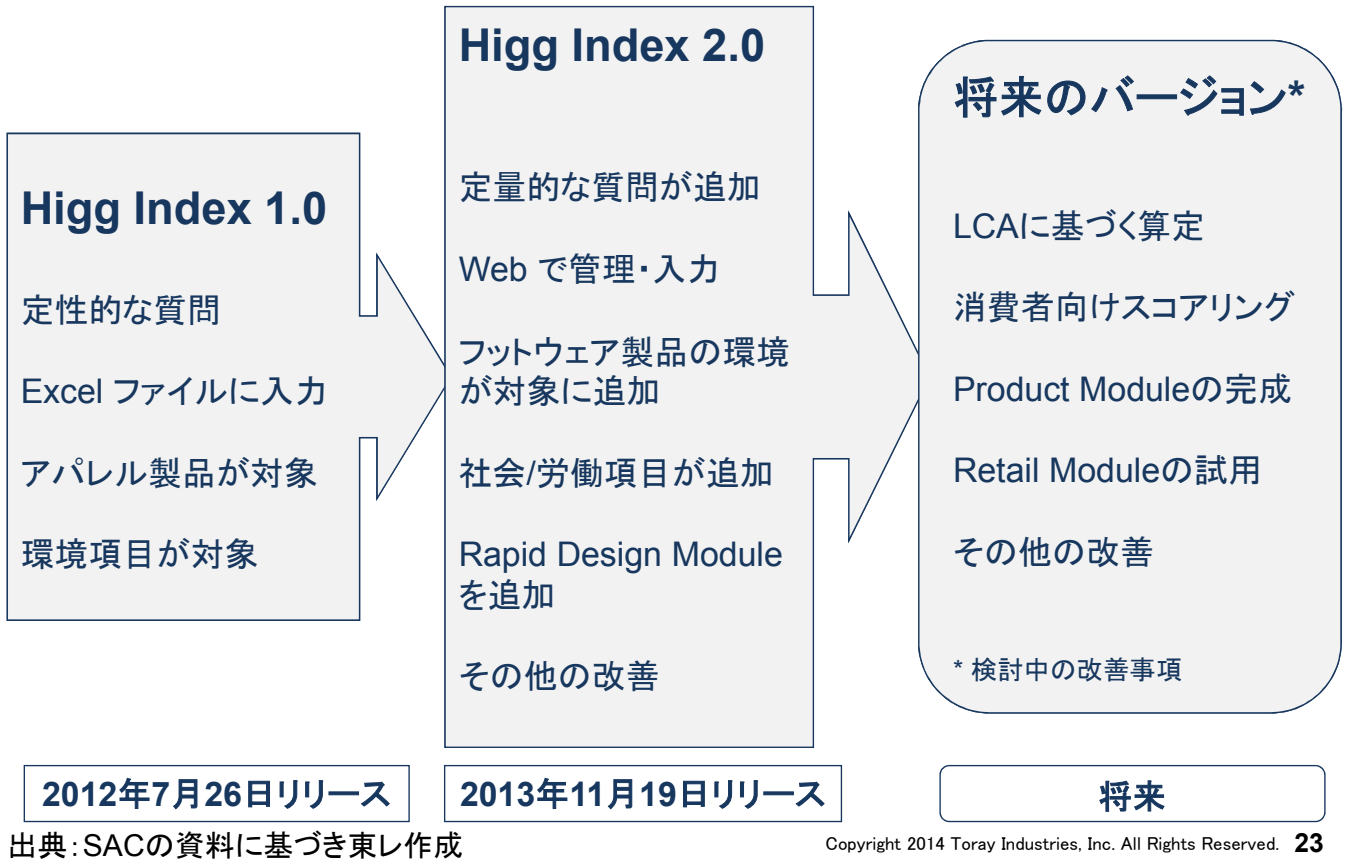 Higg Index 1.0
定性的な質問
Excel ファイルに入力
アパレル製品が対象
環境項目が対象
2012年7月26日リリース
Higg Index 2.0
定量的な質問が追加
Web で管理・入力
フットウェア製品の環境
が対象に追加
社会/労働項目が追加
Rapid Design Module
を追加
その他の改善
2013年11月19日リリース
将来のバージョン*
LCAに基づく算定
消費者向けスコアリング
Product Moduleの完成
Retail Moduleの試用
その他の改善
* 検討中の改善事項
将来
出典：SACの資料に基づき東レ作成
Copyright 2014 Toray Industries, Inc. All Rights Reserved. 23